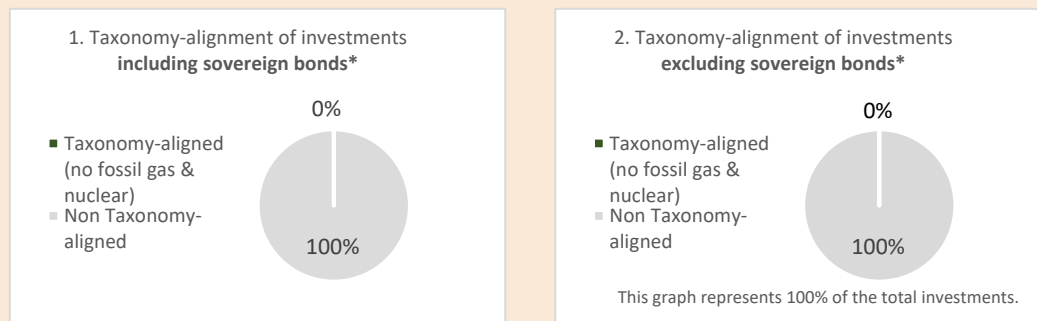 1. Taxonomy-alignment of investments
including sovereign bonds*
0%
Taxonomy-aligned
(no fossil gas &
nuclear)
Non Taxonomy-
aligned
100%
2. Taxonomy-alignment of investments
excluding sovereign bonds*
0%
Taxonomy-aligned
(no fossil gas &
nuclear)
Non Taxonomy-
aligned
100%
This graph represents 100% of the total investments.